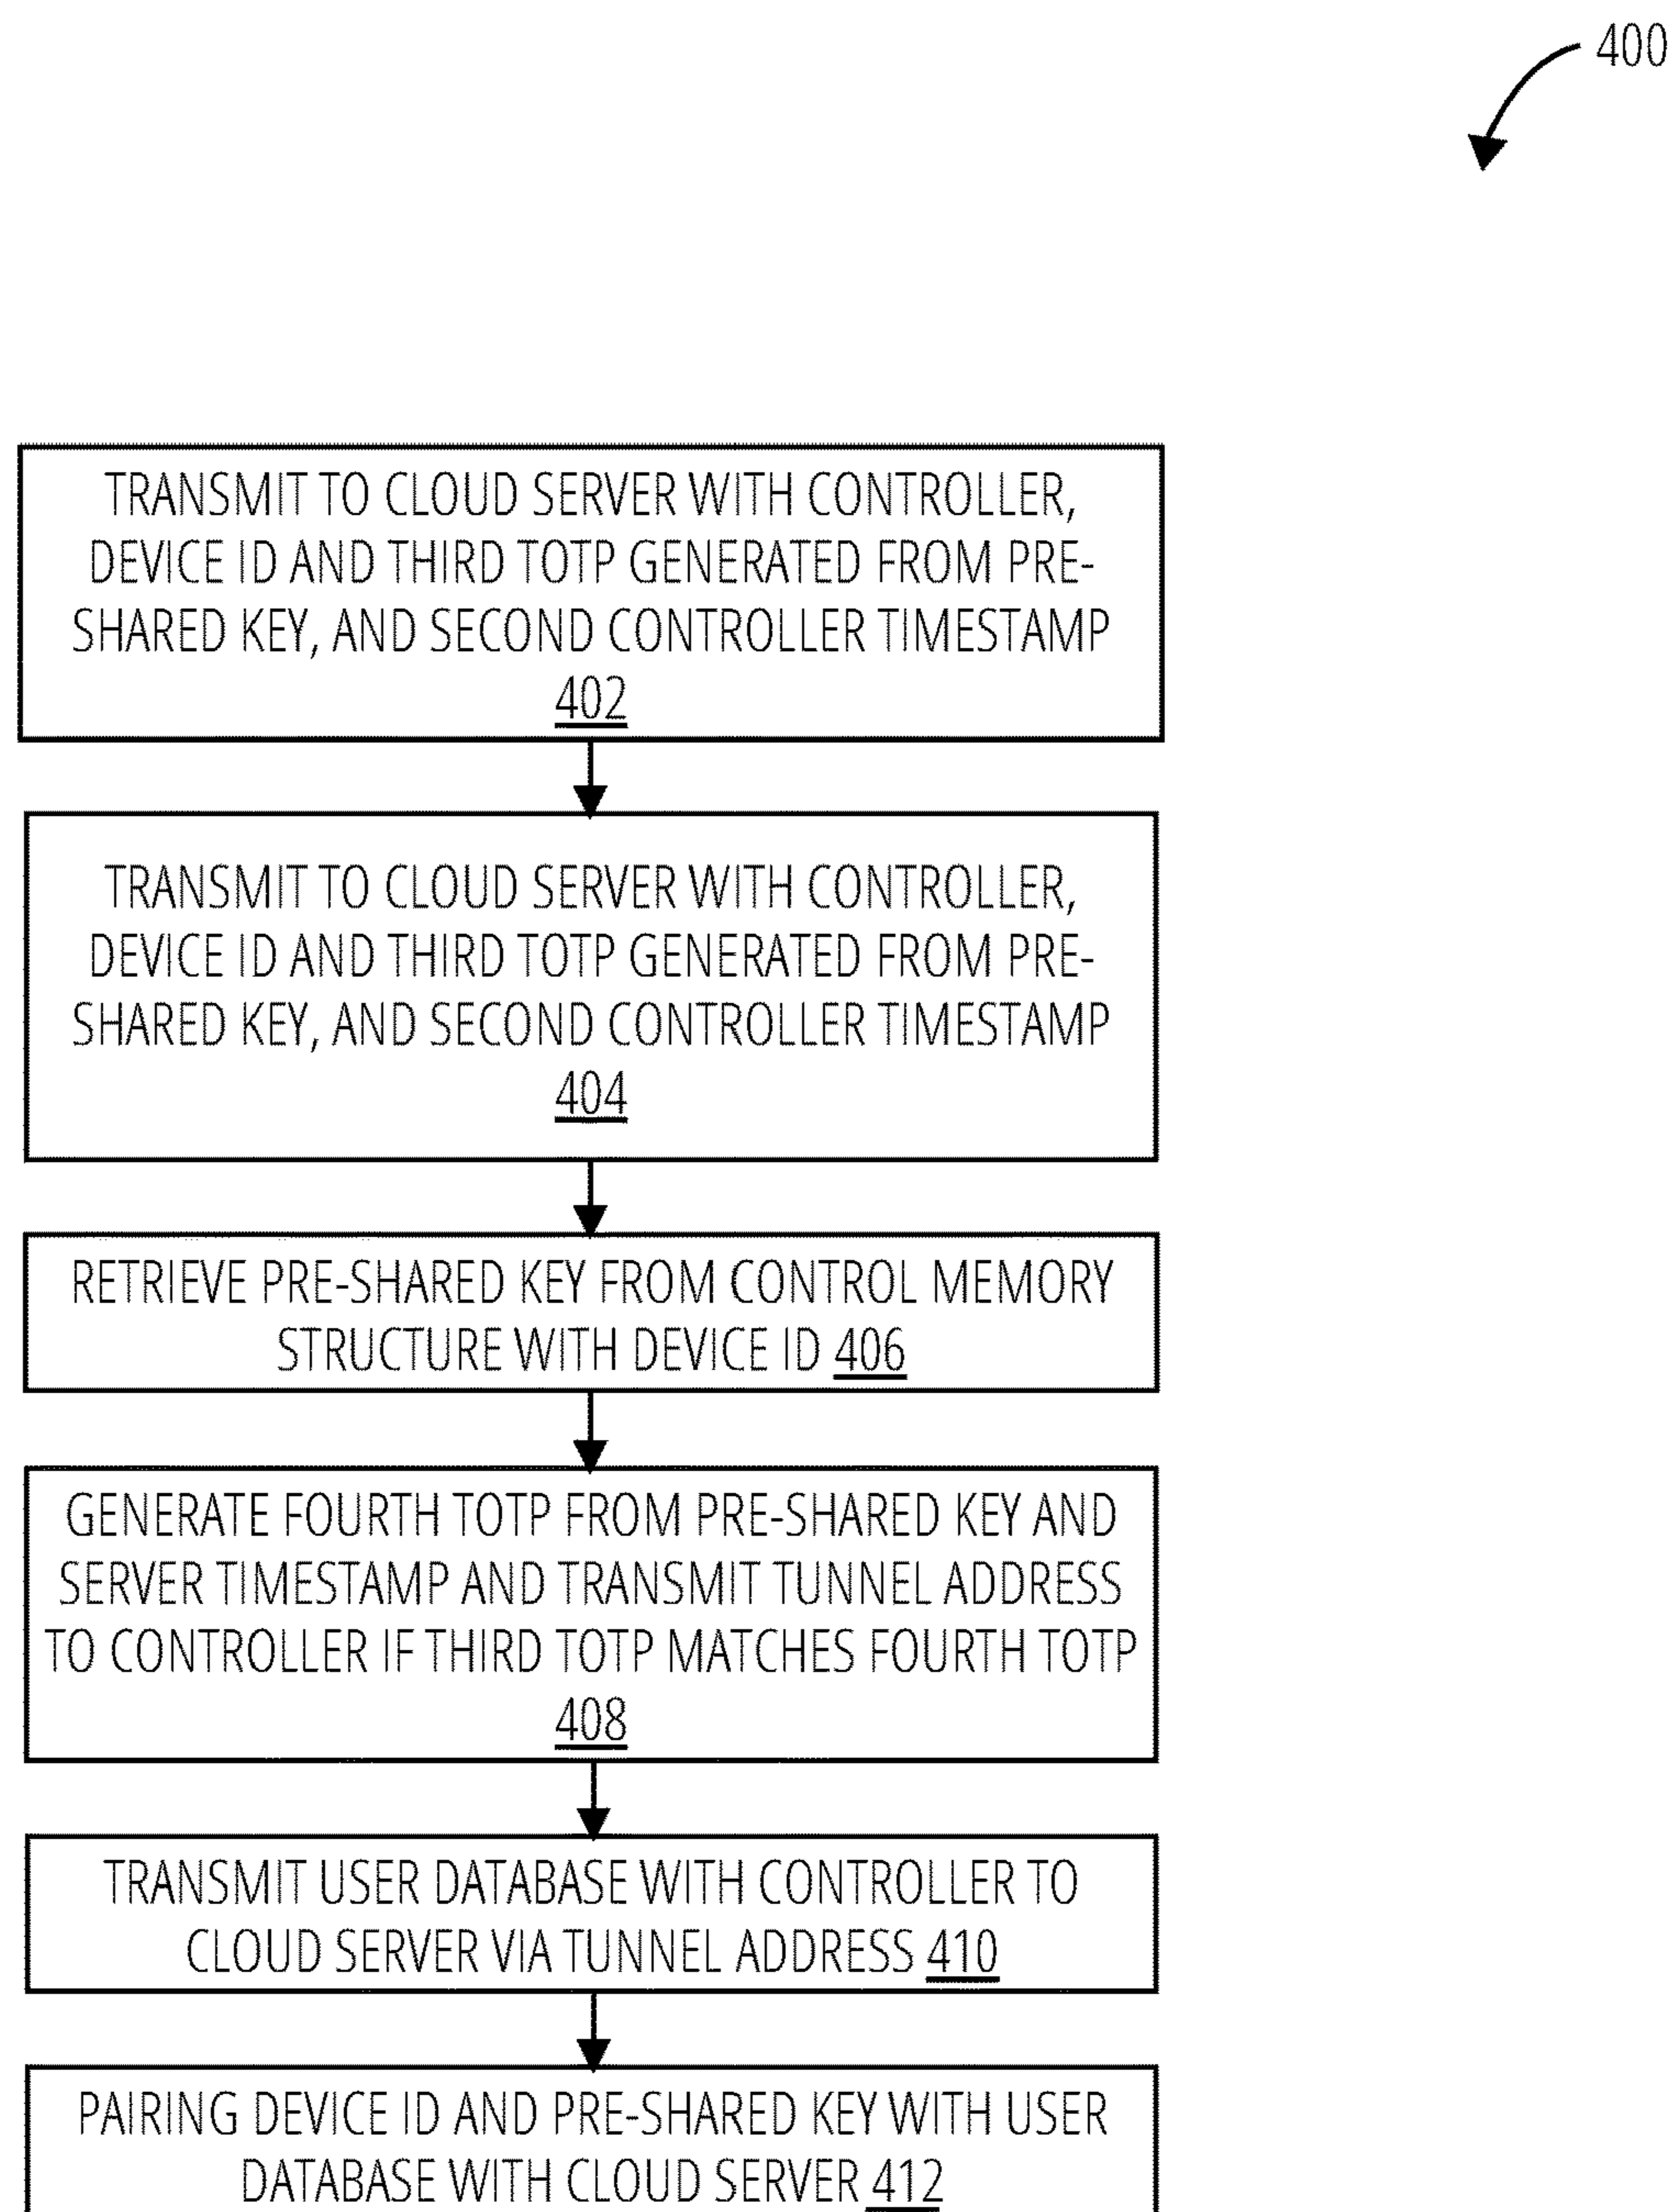 400
TRANSMIT TO CLOUD SERVER WITH CONTROLLER,
DEVICE ID AND THIRD TOTP GENERATED FROM PRE-
SHARED KEY, AND SECOND CONTROLLER TIMESTAMP
402
TRANSMIT TO CLOUD SERVER WITH CONTROLLER,
DEVICE ID AND THIRD TOTP GENERATED FROM PRE-
SHARED KEY, AND SECOND CONTROLLER TIMESTAMP
404
RETRIEVE PRE-SHARED KEY FROM CONTROL MEMORY
STRUCTURE WITH DEVICE ID 406
GENERATE FOURTH TOTP FROM PRE-SHARED KEY AND
SERVER TIMESTAMP AND TRANSMIT TUNNEL ADDRESS
TO CONTROLLER IF THIRD TOTP MATCHES FOURTH TOTP
408
TRANSMIT USER DATABASE WITH CONTROLLER TO
CLOUD SERVER VIA TUNNEL ADDRESS 410
PAIRING DEVICE ID AND PRE-SHARED KEY WITH USER
DATABASE WITH CLOUD SERVER 412